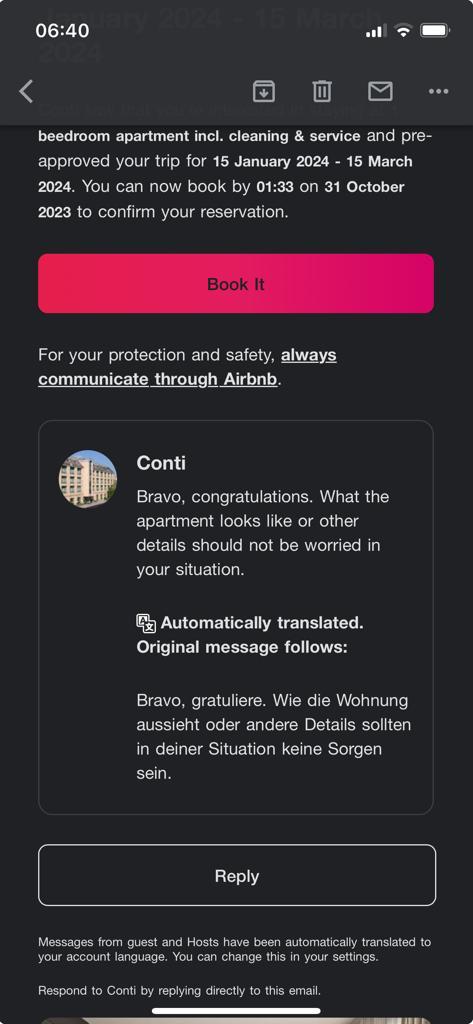 06:40
January 2024 - 15 March
2024
beedroom apartment incl. cleaning & service and pre-
approved your trip for 15 January 2024 - 15 March
2024. You can now book by 01:33 on 31 October
2023 to confirm your reservation.
Book It
For your protection and safety, always
communicate through Airbnb.
Conti
Bravo, congratulations. What the
apartment looks like or other
details should not be worried in
your situation.
Automatically translated.
Original message follows:
Bravo, gratuliere. Wie die Wohnung
aussieht oder andere Details sollten
in deiner Situation keine Sorgen
sein.
Reply
Messages from guest and Hosts have been automatically translated to
your account language. You can change this in your settings.
Respond to Conti by replying directly to this email.